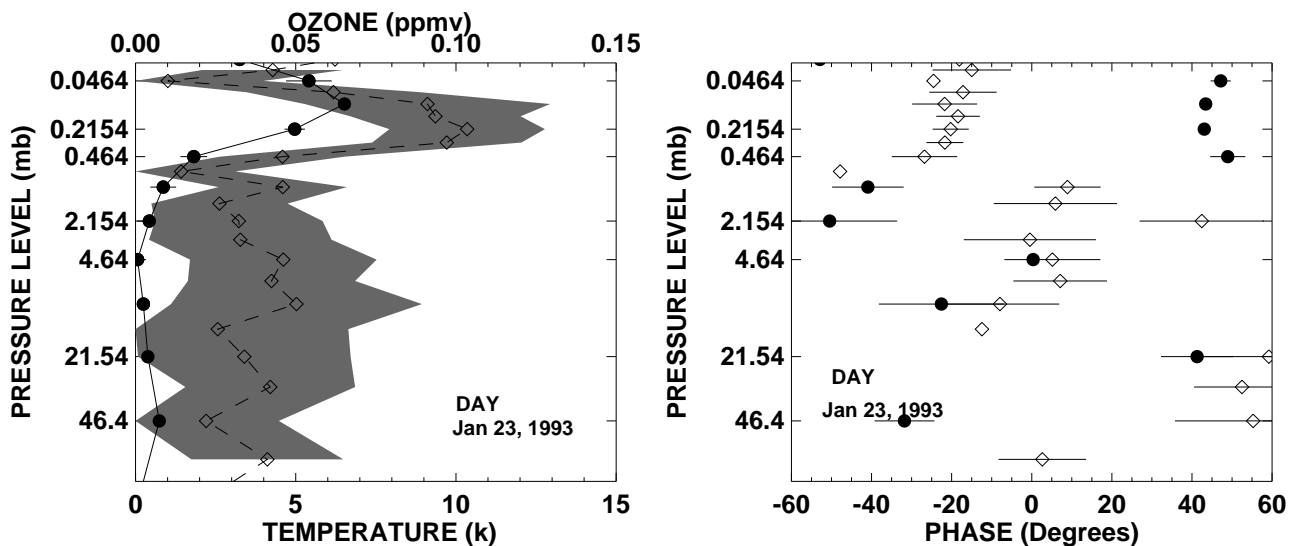 OZONE (ppmv)
0.00 0.05 0.10 0.15
PRESSURE LEVEL (mb)
0.0464
0.2154
0.464
2.154
4.64
21.54
46.4
DAY
Jan 23, 1993
0 5 10 15
TEMPERATURE (k)
PRESSURE LEVEL (mb)
0.0464
0.2154
0.464
2.154
4.64
21.54
46.4
DAY
Jan 23, 1993
-60 -40 -20 0 20 40 60
PHASE (Degrees)